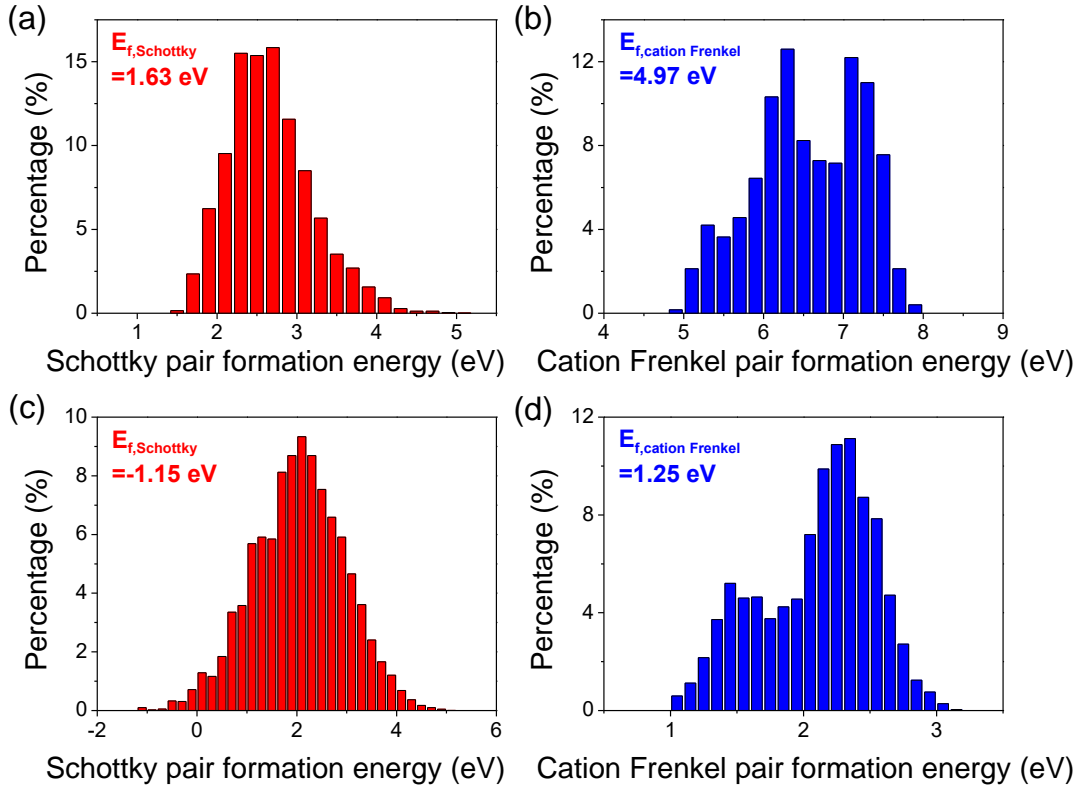 (a)
E_f,Schottky
=1.63 eV
15
10
5
0
Percentage (%)
1 2 3 4 5
Schottky pair formation energy (eV)
(b)
E_f,cation Frenkel
=4.97 eV
12
8
4
0
Percentage (%)
4 5 6 7 8 9
Cation Frenkel pair formation energy (eV)
(c)
E_f,Schottky
=-1.15 eV
10
8
6
4
2
0
Percentage (%)
-2 0 2 4 6
Schottky pair formation energy (eV)
(d)
E_f,cation Frenkel
=1.25 eV
12
8
4
0
Percentage (%)
1 2 3
Cation Frenkel pair formation energy (eV)